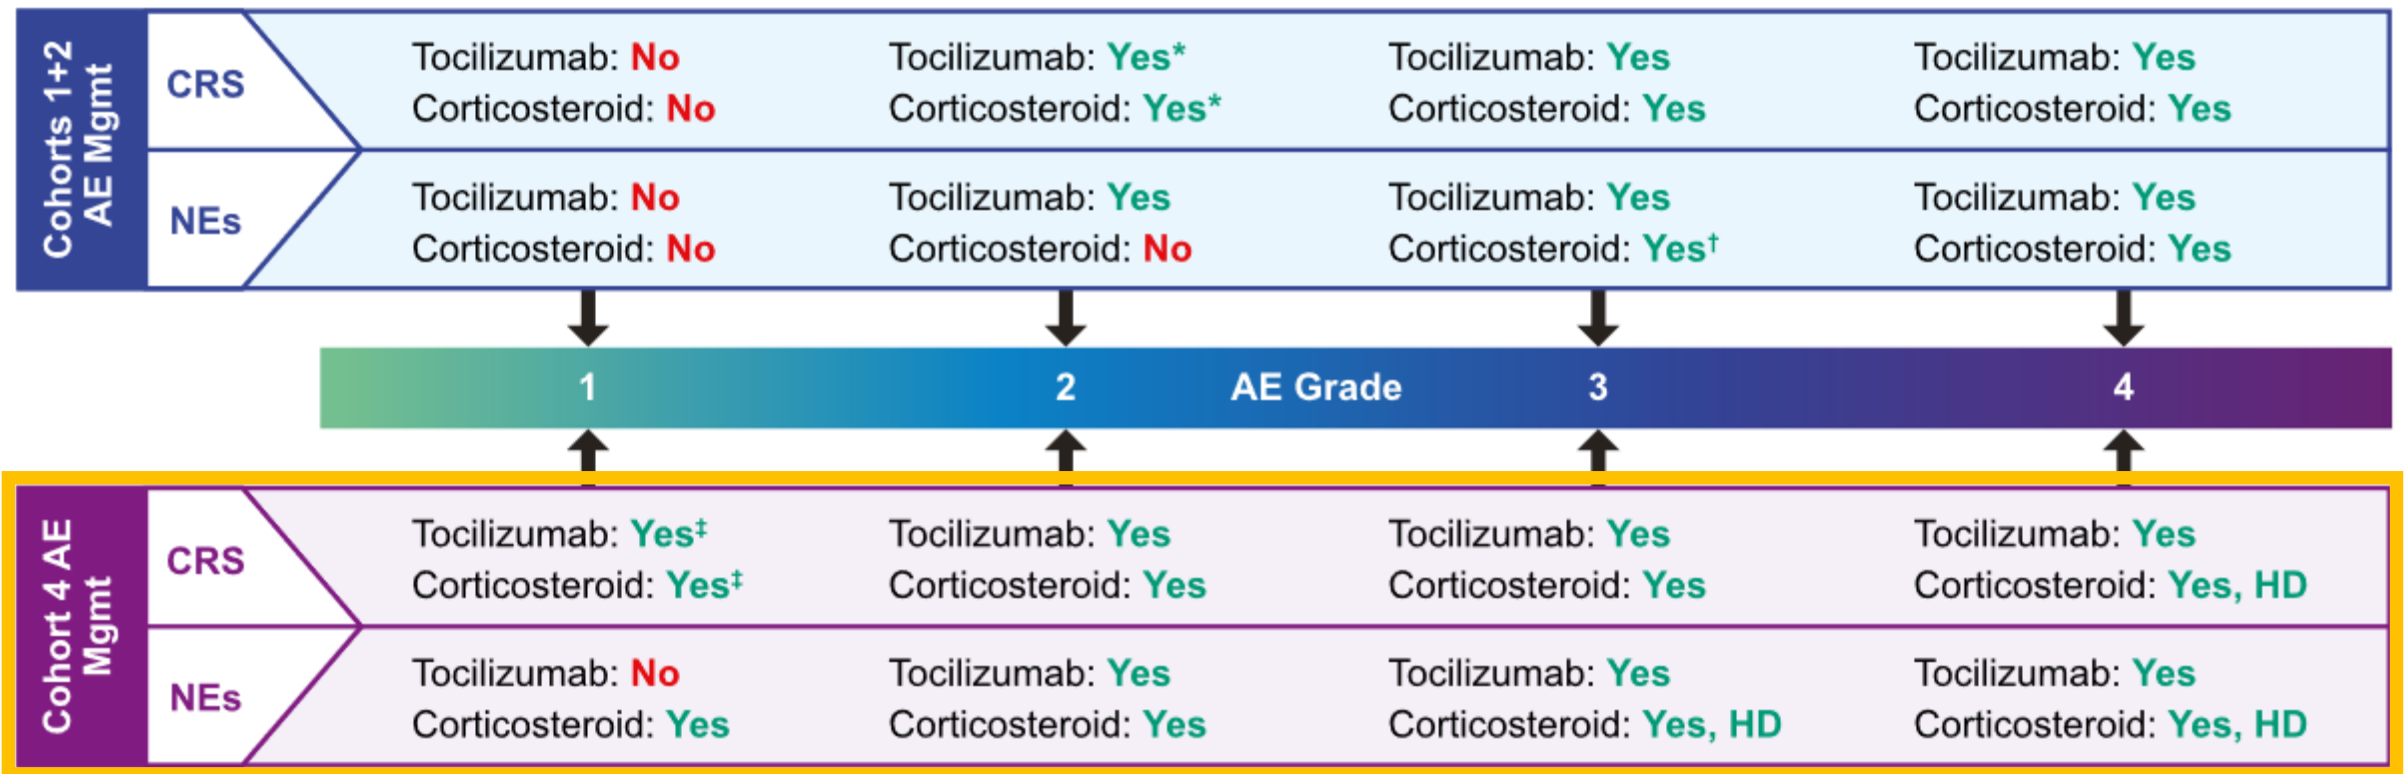 Cohorts 1+2
AE Mgmt
CRS
Tocilizumab: No
Corticosteroid: No
Tocilizumab: Yes*
Corticosteroid: Yes*
Tocilizumab: Yes
Corticosteroid: Yes
Tocilizumab: Yes
Corticosteroid: Yes
NEs
Tocilizumab: No
Corticosteroid: No
Tocilizumab: Yes
Corticosteroid: No
Tocilizumab: Yes
Corticosteroid: Yes†
Tocilizumab: Yes
Corticosteroid: Yes
1 2 AE Grade 3 4
Cohort 4 AE
Mgmt
CRS
Tocilizumab: Yes‡
Corticosteroid: Yes‡
Tocilizumab: Yes
Corticosteroid: Yes
Tocilizumab: Yes
Corticosteroid: Yes
Tocilizumab: Yes
Corticosteroid: Yes, HD
NEs
Tocilizumab: No
Corticosteroid: Yes
Tocilizumab: Yes
Corticosteroid: Yes
Tocilizumab: Yes
Corticosteroid: Yes, HD
Tocilizumab: Yes
Corticosteroid: Yes, HD